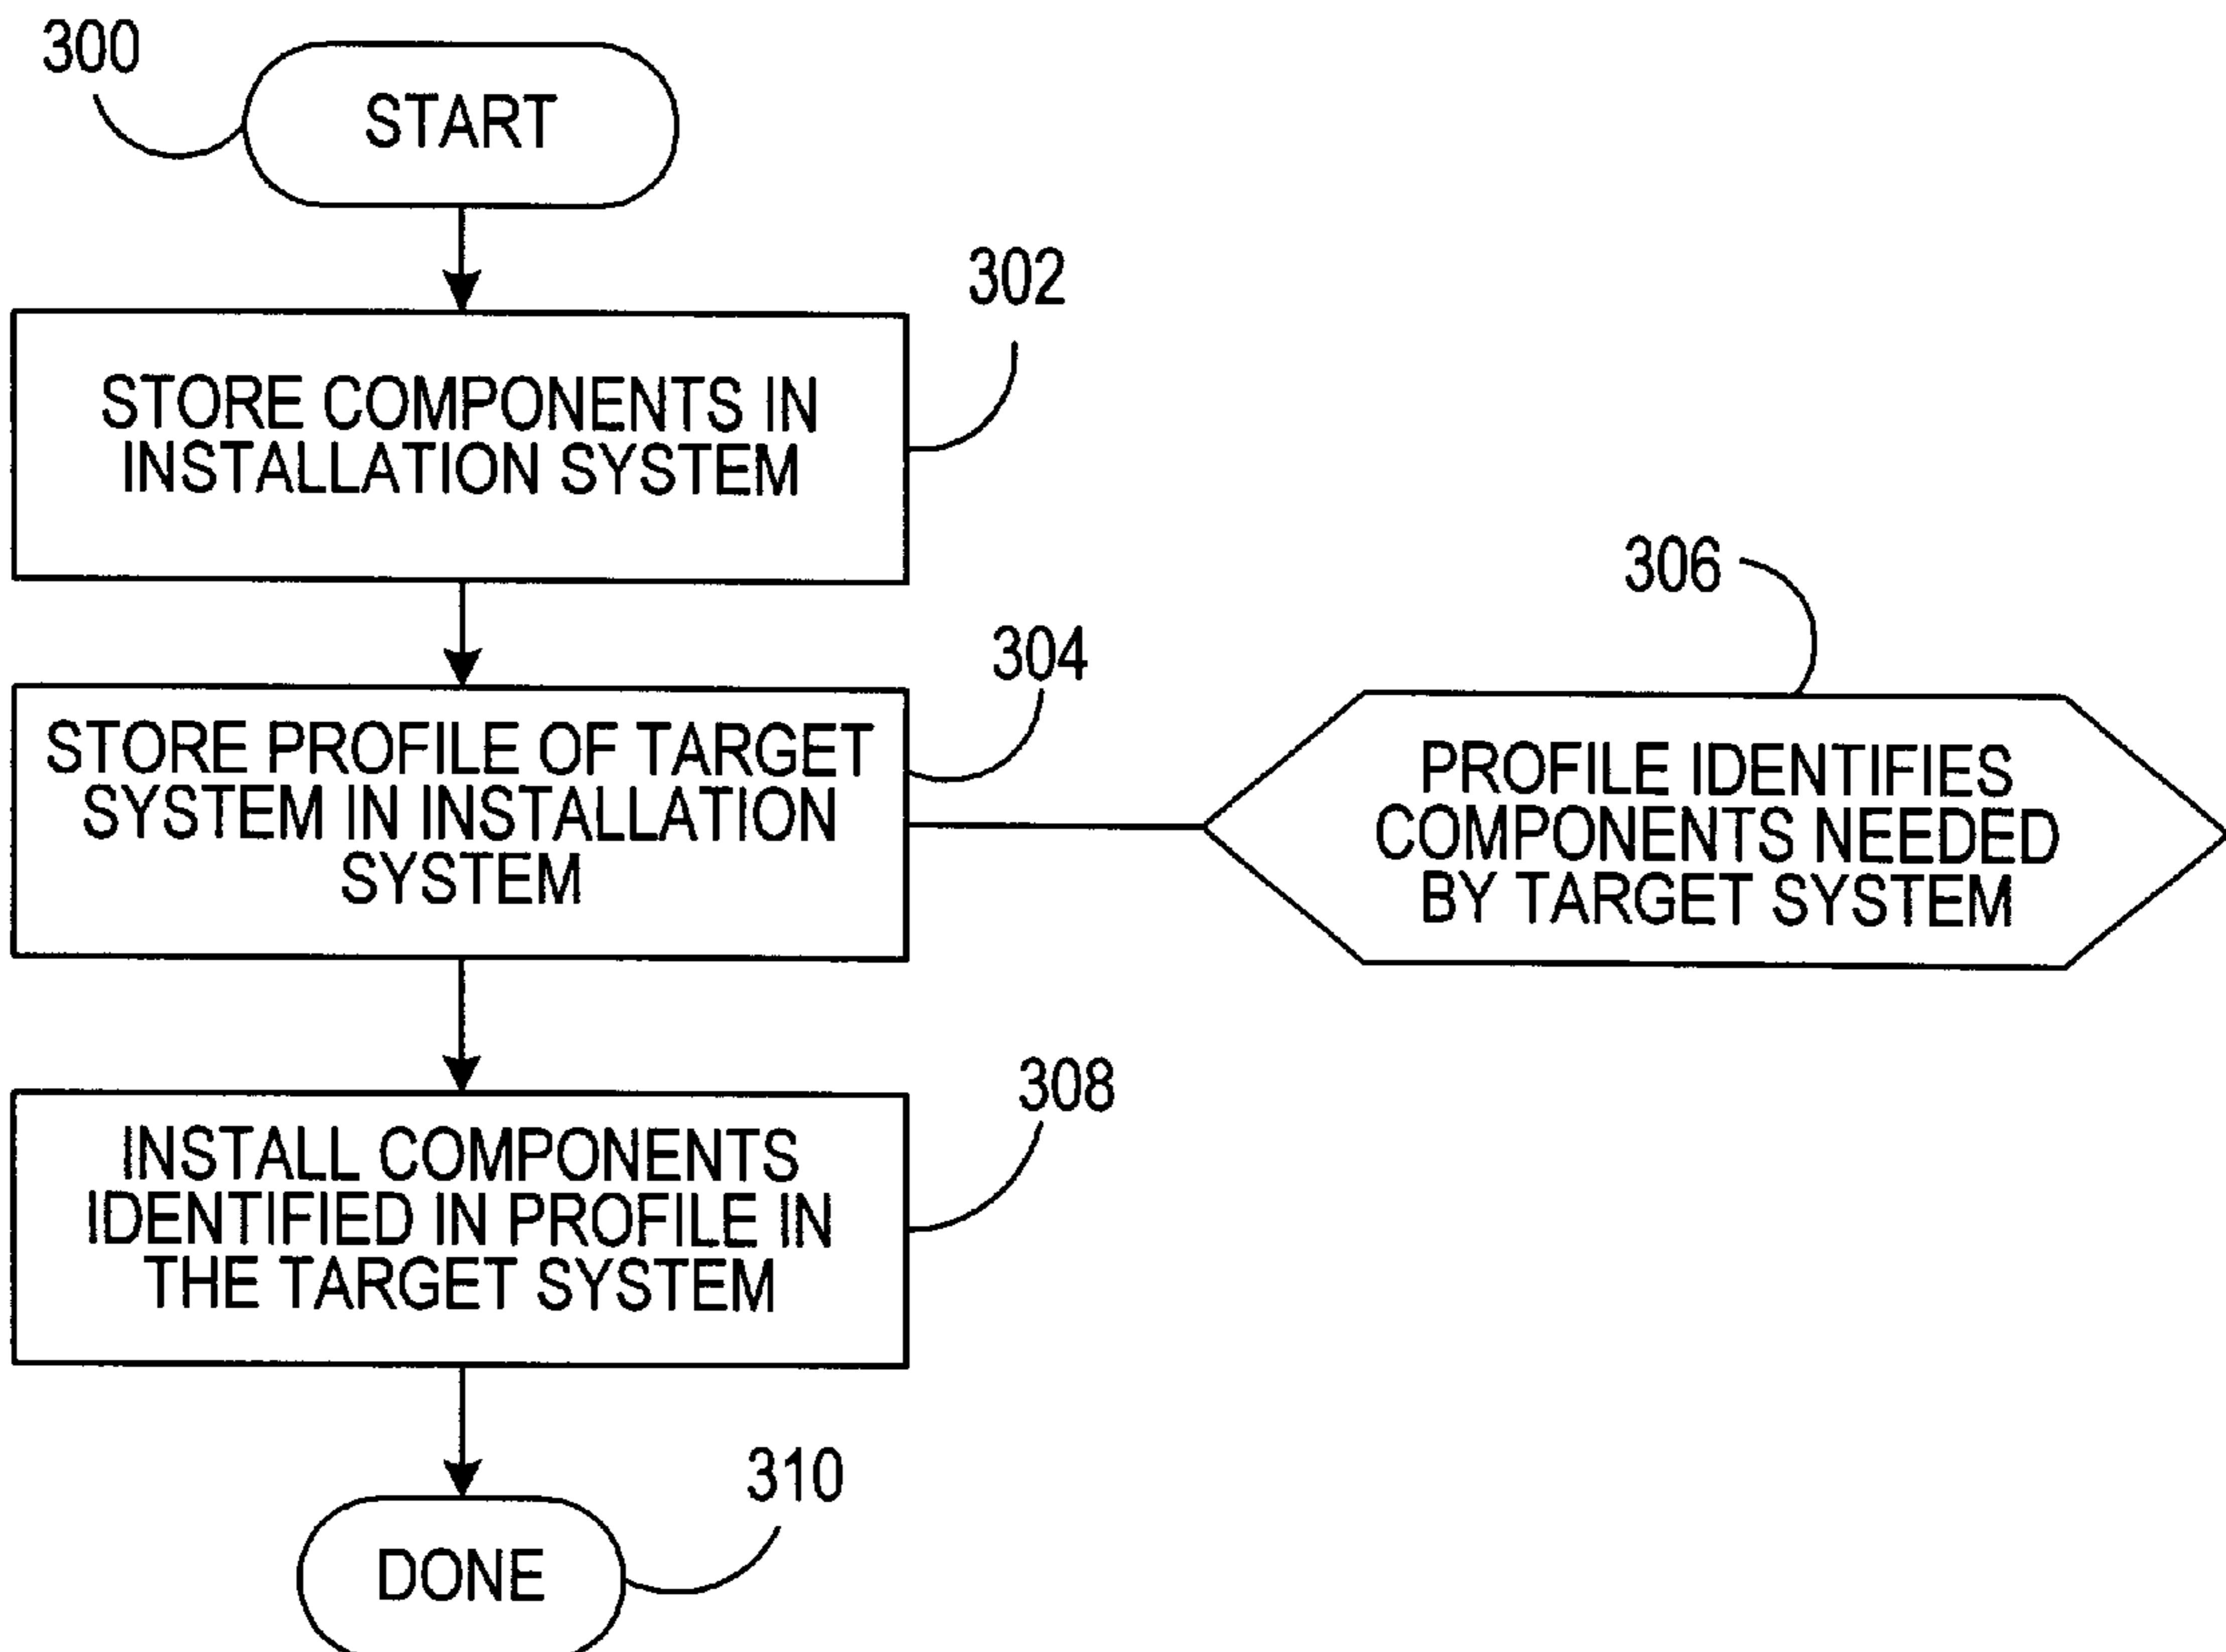 300
START
302
STORE COMPONENTS IN
INSTALLATION SYSTEM
304
STORE PROFILE OF TARGET
SYSTEM IN INSTALLATION
SYSTEM
306
PROFILE IDENTIFIES
COMPONENTS NEEDED
BY TARGET SYSTEM
308
INSTALL COMPONENTS
IDENTIFIED IN PROFILE IN
THE TARGET SYSTEM
310
DONE